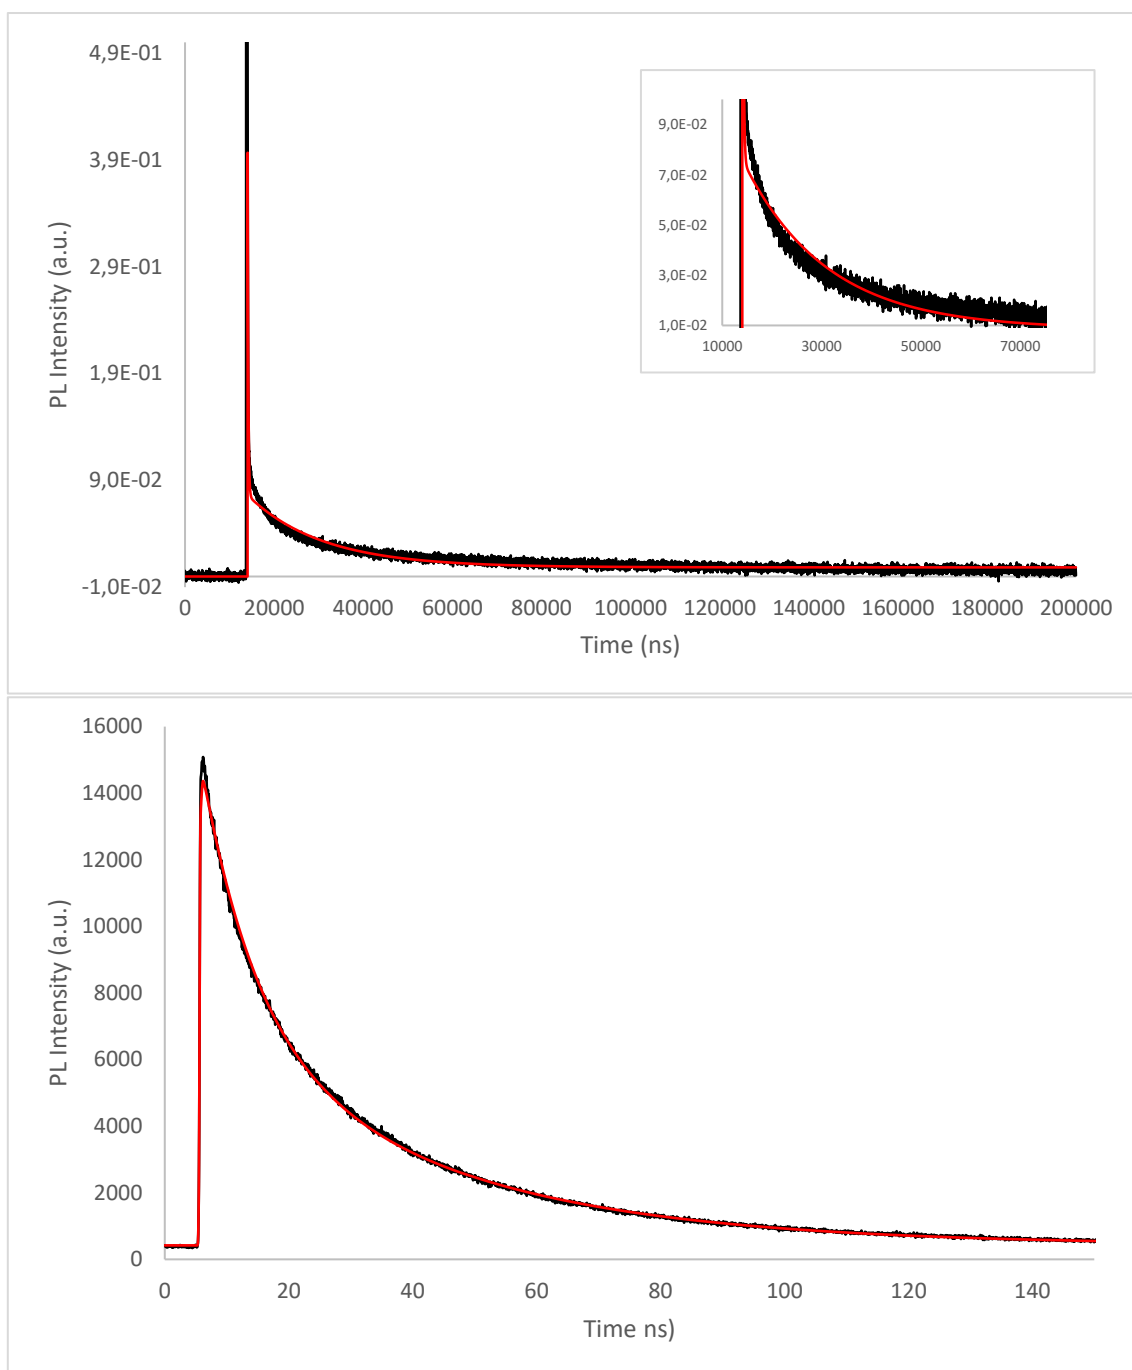 4,9E-01
3,9E-01
2,9E-01
1,9E-01
9,0E-02
-1,0E-02
PL Intensity (a.u.)
9,0E-02
7,0E-02
5,0E-02
3,0E-02
1,0E-02
10000 30000 50000 70000
0 20000 40000 60000 80000 100000 120000 140000 160000 180000 200000
Time (ns)
16000
14000
12000
10000
8000
6000
4000
2000
0
PL Intensity (a.u.)
0 20 40 60 80 100 120 140
Time ns)